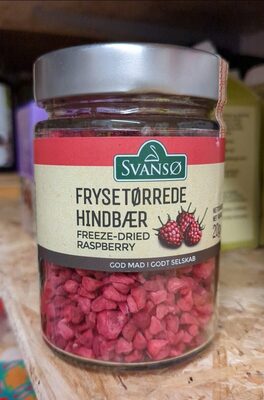 SVANSØ
FRYSETØRREDE
HINDBÆR
FREEZE-DRIED
RASPBERRY
GOD MAD I GODT SELSKAB